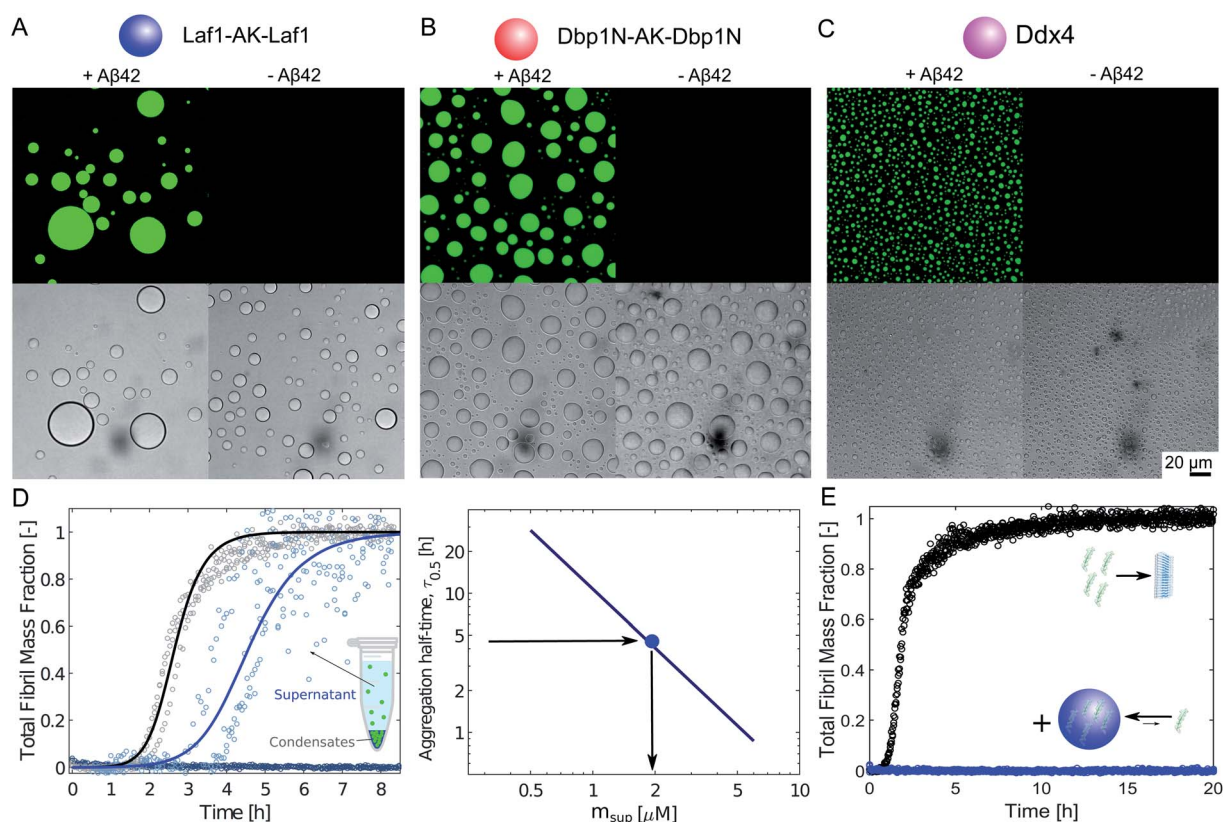 A
Laf1-AK-Laf1
+ Aβ42
- Aβ42
B
Dbp1N-AK-Dbp1N
+ Aβ42
- Aβ42
C
Ddx4
+ Aβ42
- Aβ42
20 µm
D
Total Fibril Mass Fraction [-]
1
0.8
0.6
0.4
0.2
0
0 1 2 3 4 5 6 7 8
Time [h]
Supernatant
Condensates
Aggregation half-time, τ0.5 [h]
20
10
5
2
1
0.5 1 2 5 10
msup [µM]
E
Total Fibril Mass Fraction [-]
1
0.8
0.6
0.4
0.2
0
0 5 10 15 20
Time [h]
+